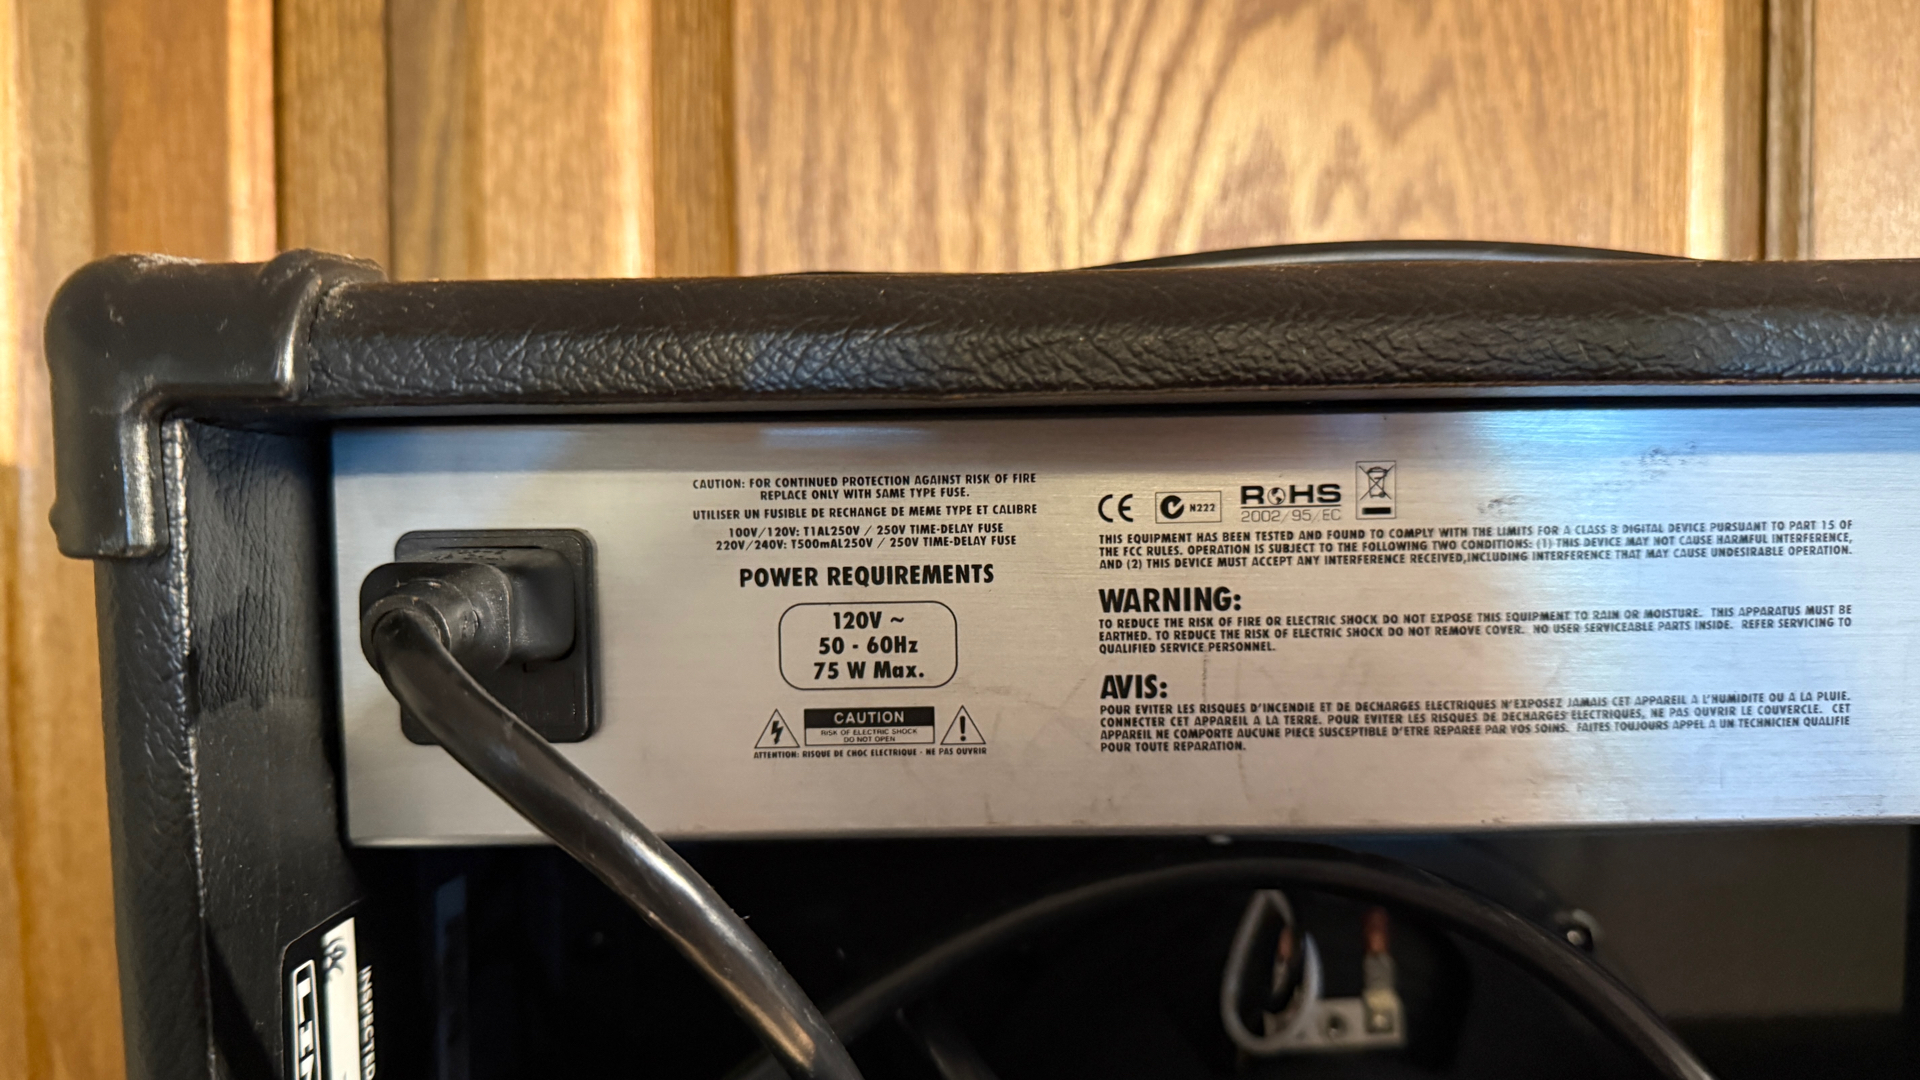 CAUTION: FOR CONTINUED PROTECTION AGAINST RISK OF FIRE
REPLACE ONLY WITH SAME TYPE FUSE.
UTILISER UN FUSIBLE DE RECHANGE DE MEME TYPE ET CALIBRE
100V/120V: T1AL250V / 250V TIME-DELAY FUSE
220V/240V: T500mAL250V / 250V TIME-DELAY FUSE
POWER REQUIREMENTS
120V ~
50 - 60Hz
75 W Max.
CAUTION
RISK OF ELECTRIC SHOCK
DO NOT OPEN
ATTENTION: RISQUE DE CHOC ELECTRIQUE - NE PAS OUVRIR
CE N222 ROHS
2002/95/EC
THIS EQUIPMENT HAS BEEN TESTED AND FOUND TO COMPLY WITH THE LIMITS FOR A CLASS B DIGITAL DEVICE PURSUANT TO PART 15 OF
THE FCC RULES. OPERATION IS SUBJECT TO THE FOLLOWING TWO CONDITIONS: (1) THIS DEVICE MAY NOT CAUSE HARMFUL INTERFERENCE,
AND (2) THIS DEVICE MUST ACCEPT ANY INTERFERENCE RECEIVED,INCLUDING INTERFERENCE THAT MAY CAUSE UNDESIRABLE OPERATION.
WARNING:
TO REDUCE THE RISK OF FIRE OR ELECTRIC SHOCK DO NOT EXPOSE THIS EQUIPMENT TO RAIN OR MOISTURE. THIS APPARATUS MUST BE
EARTHED. TO REDUCE THE RISK OF ELECTRIC SHOCK DO NOT REMOVE COVER. NO USER SERVICEABLE PARTS INSIDE. REFER SERVICING TO
QUALIFIED SERVICE PERSONNEL.
AVIS:
POUR EVITER LES RISQUES D'INCENDIE ET DE DECHARGES ELECTRIQUES N'EXPOSEZ JAMAIS CET APPAREIL A L'HUMIDITE OU A LA PLUIE.
CONNECTER CET APPAREIL A LA TERRE. POUR EVITER LES RISQUES DE DECHARGES ELECTRIQUES, NE PAS OUVRIR LE COUVERCLE. CET
APPAREIL NE COMPORTE AUCUNE PIECE SUSCEPTIBLE D'ETRE REPAREE PAR VOS SOINS. FAITES TOUJOURS APPEL A UN TECHNICIEN QUALIFIE
POUR TOUTE REPARATION.
INSPECTED